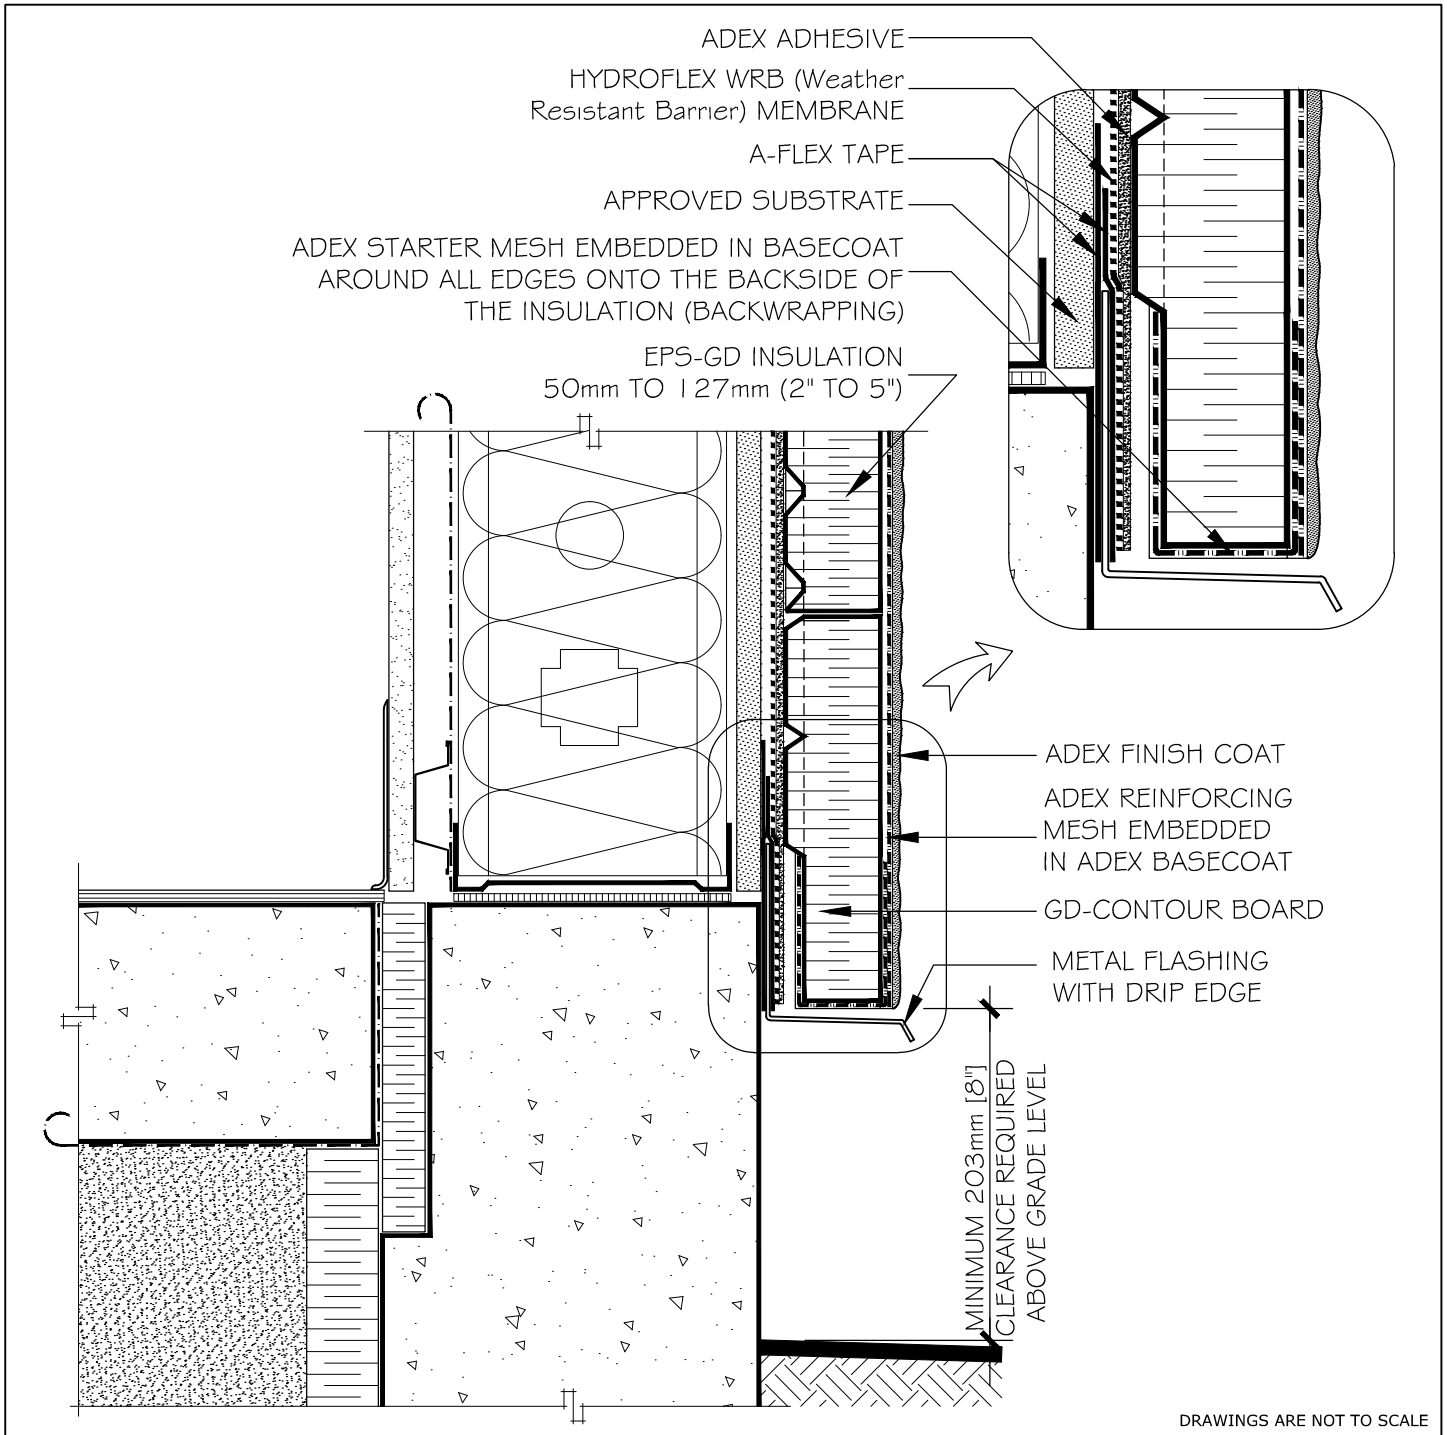 ADEX ADHESIVE
HYDROFLEX WRB (Weather
Resistant Barrier) MEMBRANE
A-FLEX TAPE
APPROVED SUBSTRATE
ADEX STARTER MESH EMBEDDED IN BASECOAT
AROUND ALL EDGES ONTO THE BACKSIDE OF
THE INSULATION (BACKWRAPPING)
EPS-GD INSULATION
50mm TO 127mm (2" TO 5")
ADEX FINISH COAT
ADEX REINFORCING
MESH EMBEDDED
IN ADEX BASECOAT
GD-CONTOUR BOARD
METAL FLASHING
WITH DRIP EDGE
MINIMUM 203mm [8"]
CLEARANCE REQUIRED
ABOVE GRADE LEVEL
DRAWINGS ARE NOT TO SCALE